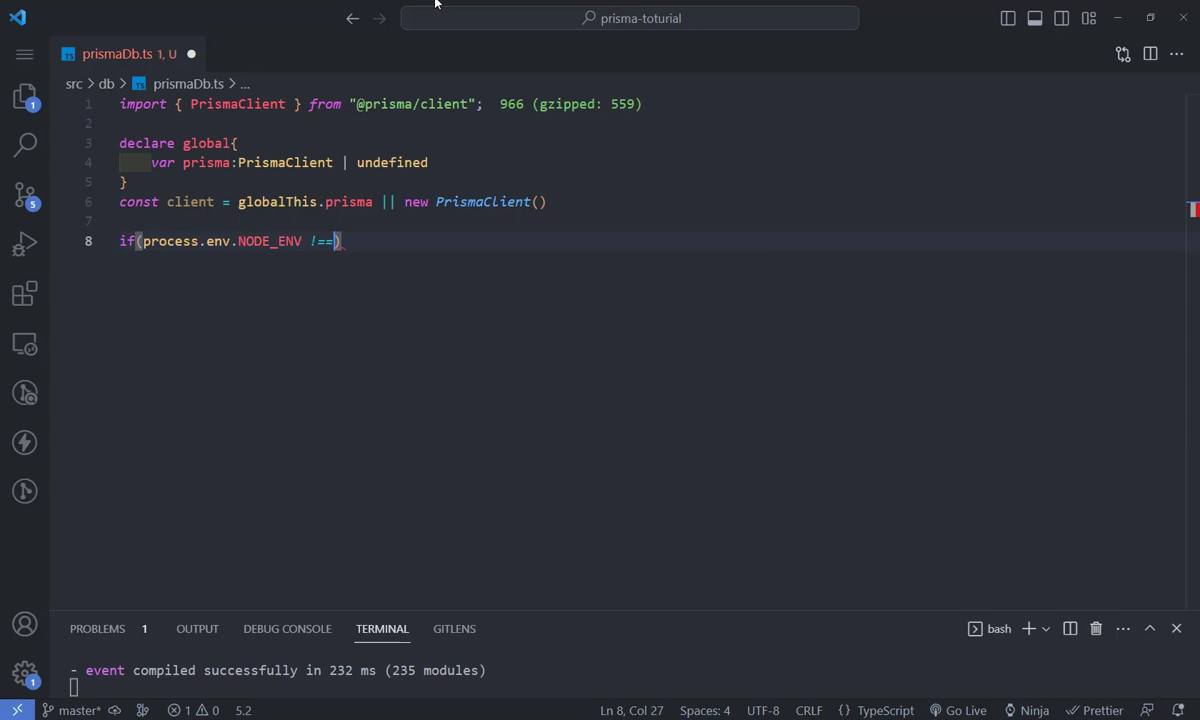 prisma-toturial
prismaDb.ts 1, U
src > db > TS prismaDb.ts > ...
1 import { PrismaClient } from "@prisma/client"; 966 (gzipped: 559)
2
3 declare global{
4 var prisma:PrismaClient | undefined
5 }
6 const client = globalThis.prisma || new PrismaClient()
7
8 if(process.env.NODE_ENV !==)
1
5
PROBLEMS 1 OUTPUT DEBUG CONSOLE TERMINAL GITLENS
bash
- event compiled successfully in 232 ms (235 modules)
1
master* 1 0 5.2 Ln 8, Col 27 Spaces: 4 UTF-8 CRLF {} TypeScript Go Live Ninja Prettier